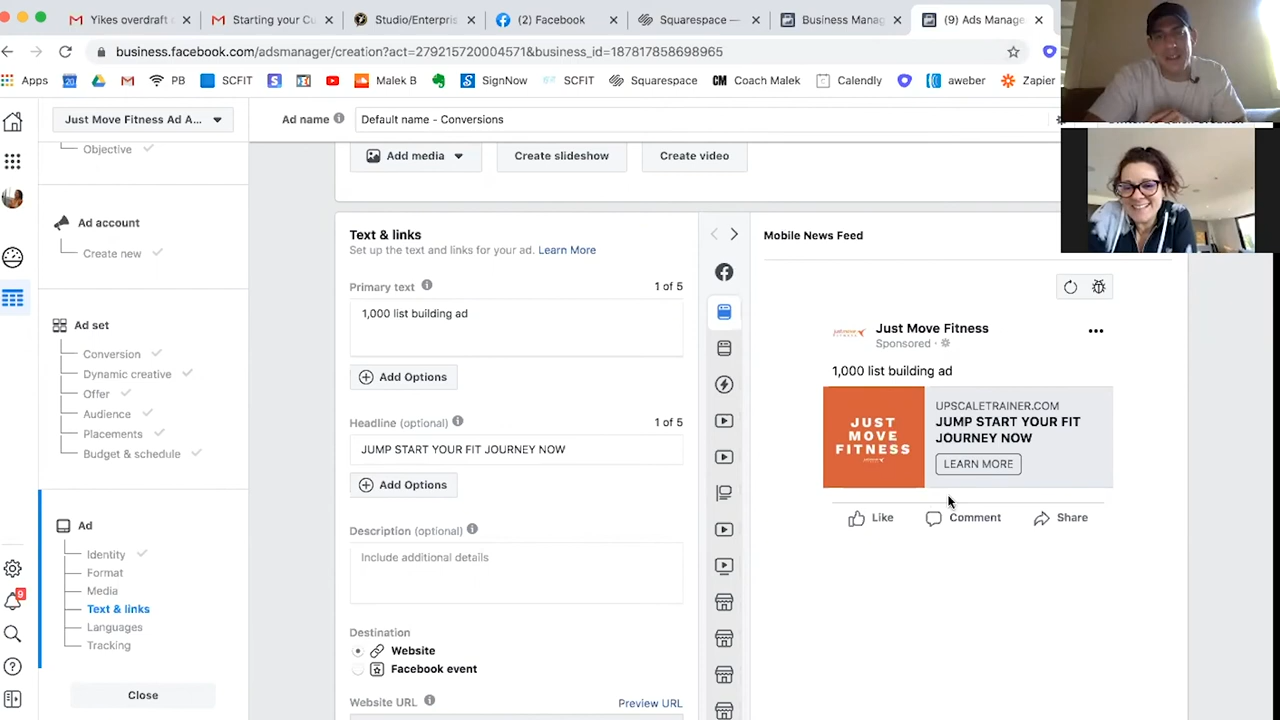 Yikes overdraft
Starting your Cu
Studio/Enterpris
(2) Facebook
Squarespace —
Business Manag
(9) Ads Manage
business.facebook.com/adsmanager/creation?act=279215720004571&business_id=187817858698965
Apps
PB
SCFIT
Malek B
SignNow
SCFIT
Squarespace
CM Coach Malek
Calendly
aweber
Zapier
Just Move Fitness Ad A...
Ad name
Default name - Conversions
Objective
Ad account
Create new
Ad set
Conversion
Dynamic creative
Offer
Audience
Placements
Budget & schedule
Ad
Identity
Format
Media
Text & links
Languages
Tracking
Close
9
Add media
Create slideshow
Create video
Text & links
Set up the text and links for your ad. Learn More
Primary text
1 of 5
1,000 list building ad
Add Options
Headline (optional)
1 of 5
JUMP START YOUR FIT JOURNEY NOW
Add Options
Description (optional)
Include additional details
Destination
Website
Facebook event
Website URL
Preview URL
Mobile News Feed
Just Move Fitness
Sponsored ·
1,000 list building ad
JUST
MOVE
FITNESS
UPSCALETRAINER.COM
JUMP START YOUR FIT
JOURNEY NOW
LEARN MORE
Like
Comment
Share